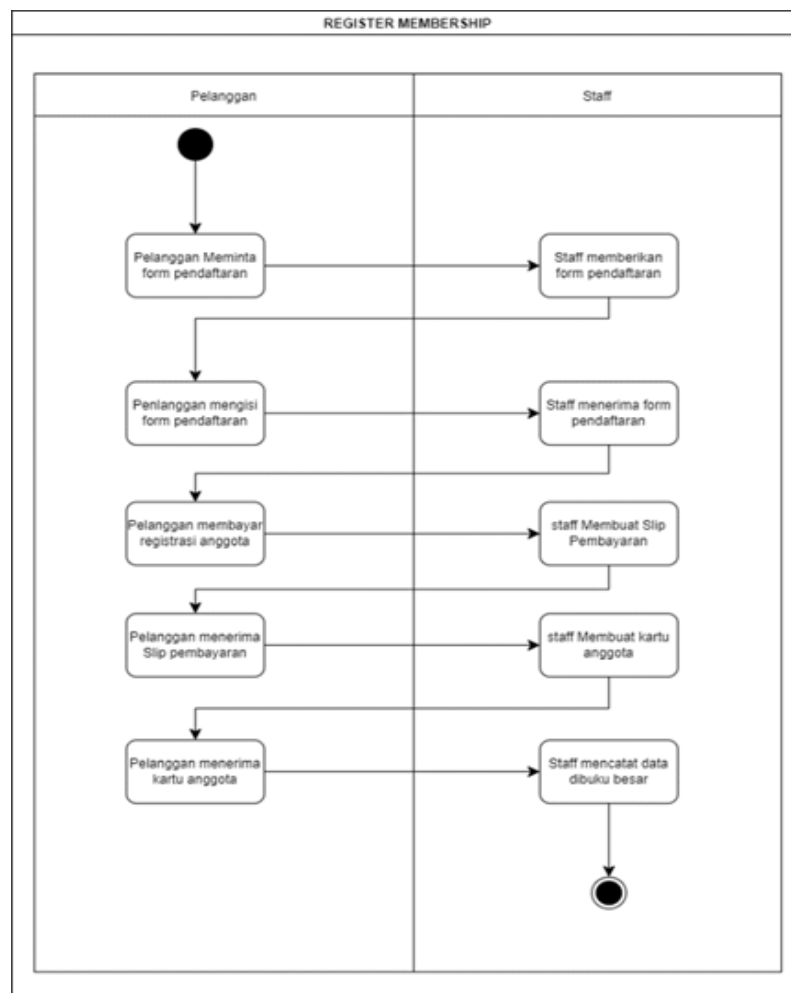 REGISTER MEMBERSHIP
Pelanggan
Staff
Pelanggan Meminta
form pendaftaran
Staff memberikan
form pendaftaran
Penlanggan mengisi
form pendaftaran
Staff menerima form
pendaftaran
Pelanggan membayar
registrasi anggota
staff Membuat Slip
Pembayaran
Pelanggan menerima
Slip pembayaran
staff Membuat kartu
anggota
Pelanggan menerima
kartu anggota
Staff mencatat data
dibuku besar